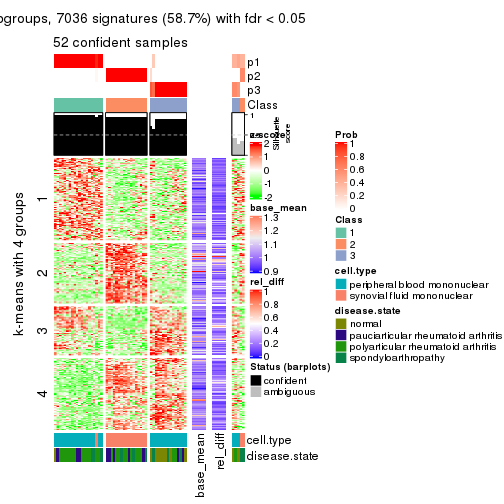 ogroups, 7036 signatures (58.7%) with fdr < 0.05
52 confident samples
p1
p2
p3
Class
1
Silhouette
score
z-score
2
1
0
-1
-2
base_mean
1.3
1.2
1.1
1
0.9
rel_diff
1
0.8
0.6
0.4
0.2
0
Status (barplots)
confident
ambiguous
Prob
1
0.8
0.6
0.4
0.2
0
Class
1
2
3
cell.type
peripheral blood mononuclear
synovial fluid mononuclear
disease.state
normal
pauciarticular rheumatoid arthritis
polyarticular rheumatoid arthritis
spondyloarthropathy
k-means with 4 groups
1
2
3
4
cell.type
disease.state
base_mean
rel_diff